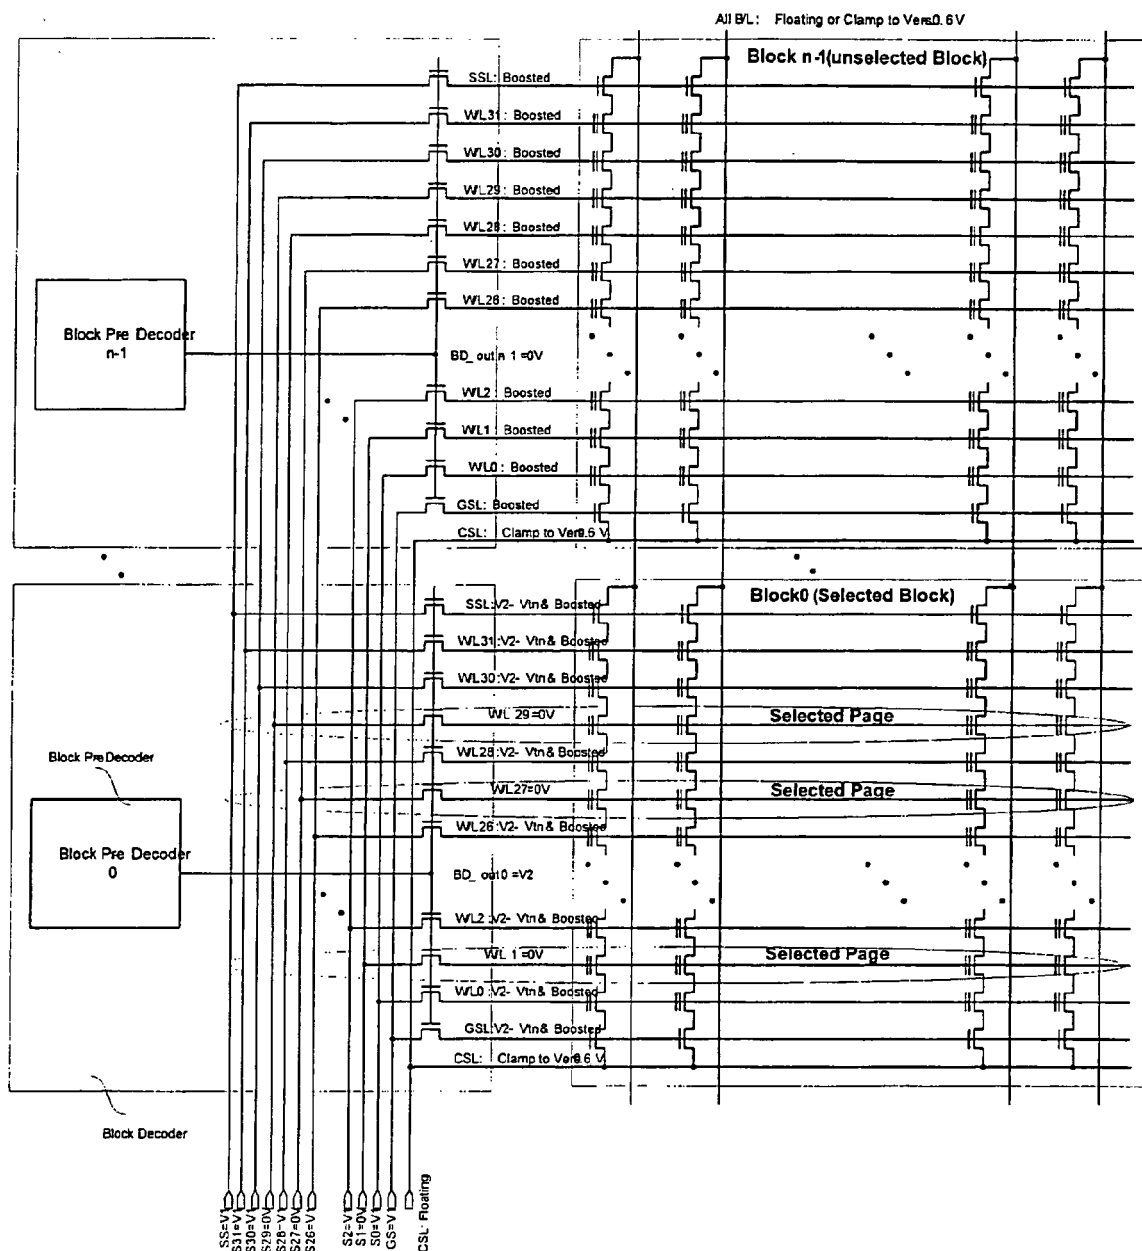 All B/L: Floating or Clamp to Vers0.6 V
Block n-1(unselected Block)
SSL: Boosted
WL31: Boosted
WL30: Boosted
WL29: Boosted
WL28: Boosted
WL27: Boosted
WL26: Boosted
Block Pre Decoder
n-1
BD_out n-1=0V
WL2: Boosted
WL1: Boosted
WL0: Boosted
GSL: Boosted
CSL: Clamp to Vers0.6 V
Block0 (Selected Block)
SSL:V2- Vtn& Boosted
WL31:V2- Vtn& Boosted
WL30:V2- Vtn& Boosted
WL 29=0V
Selected Page
WL28:V2- Vtn& Boosted
Block Pre Decoder
WL27=0V
Selected Page
WL26:V2- Vtn& Boosted
Block Pre Decoder
0
BD_out0=V2
WL2:V2- Vtn& Boosted
WL 1=0V
Selected Page
WL0:V2- Vtn& Boosted
GSL:V2- Vtn& Boosted
CSL: Clamp to Vers0.6 V
Block Decoder
SS=V1
S31=V1
S30=V1
S29=0V
S28=V1
S27=0V
S26=V1
S2=V1
S1=0V
S0=V1
GS=V1
CSL: Floating